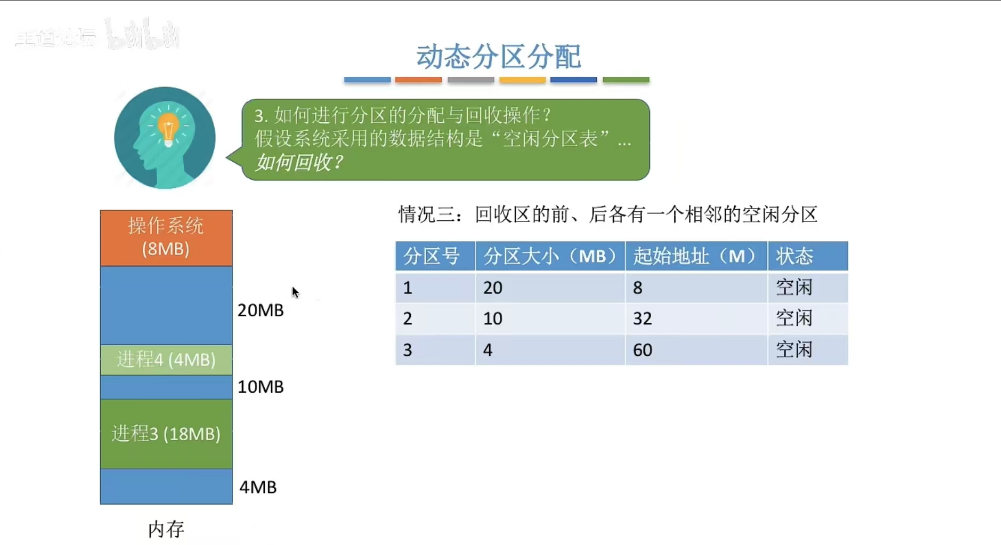 动态分区分配
3. 如何进行分区的分配与回收操作？
假设系统采用的数据结构是“空闲分区表”...
如何回收？
操作系统
(8MB)
20MB
进程4 (4MB)
10MB
进程3 (18MB)
4MB
内存
情况三：回收区的前、后各有一个相邻的空闲分区
分区号 分区大小（MB） 起始地址（M） 状态
1 20 8 空闲
2 10 32 空闲
3 4 60 空闲